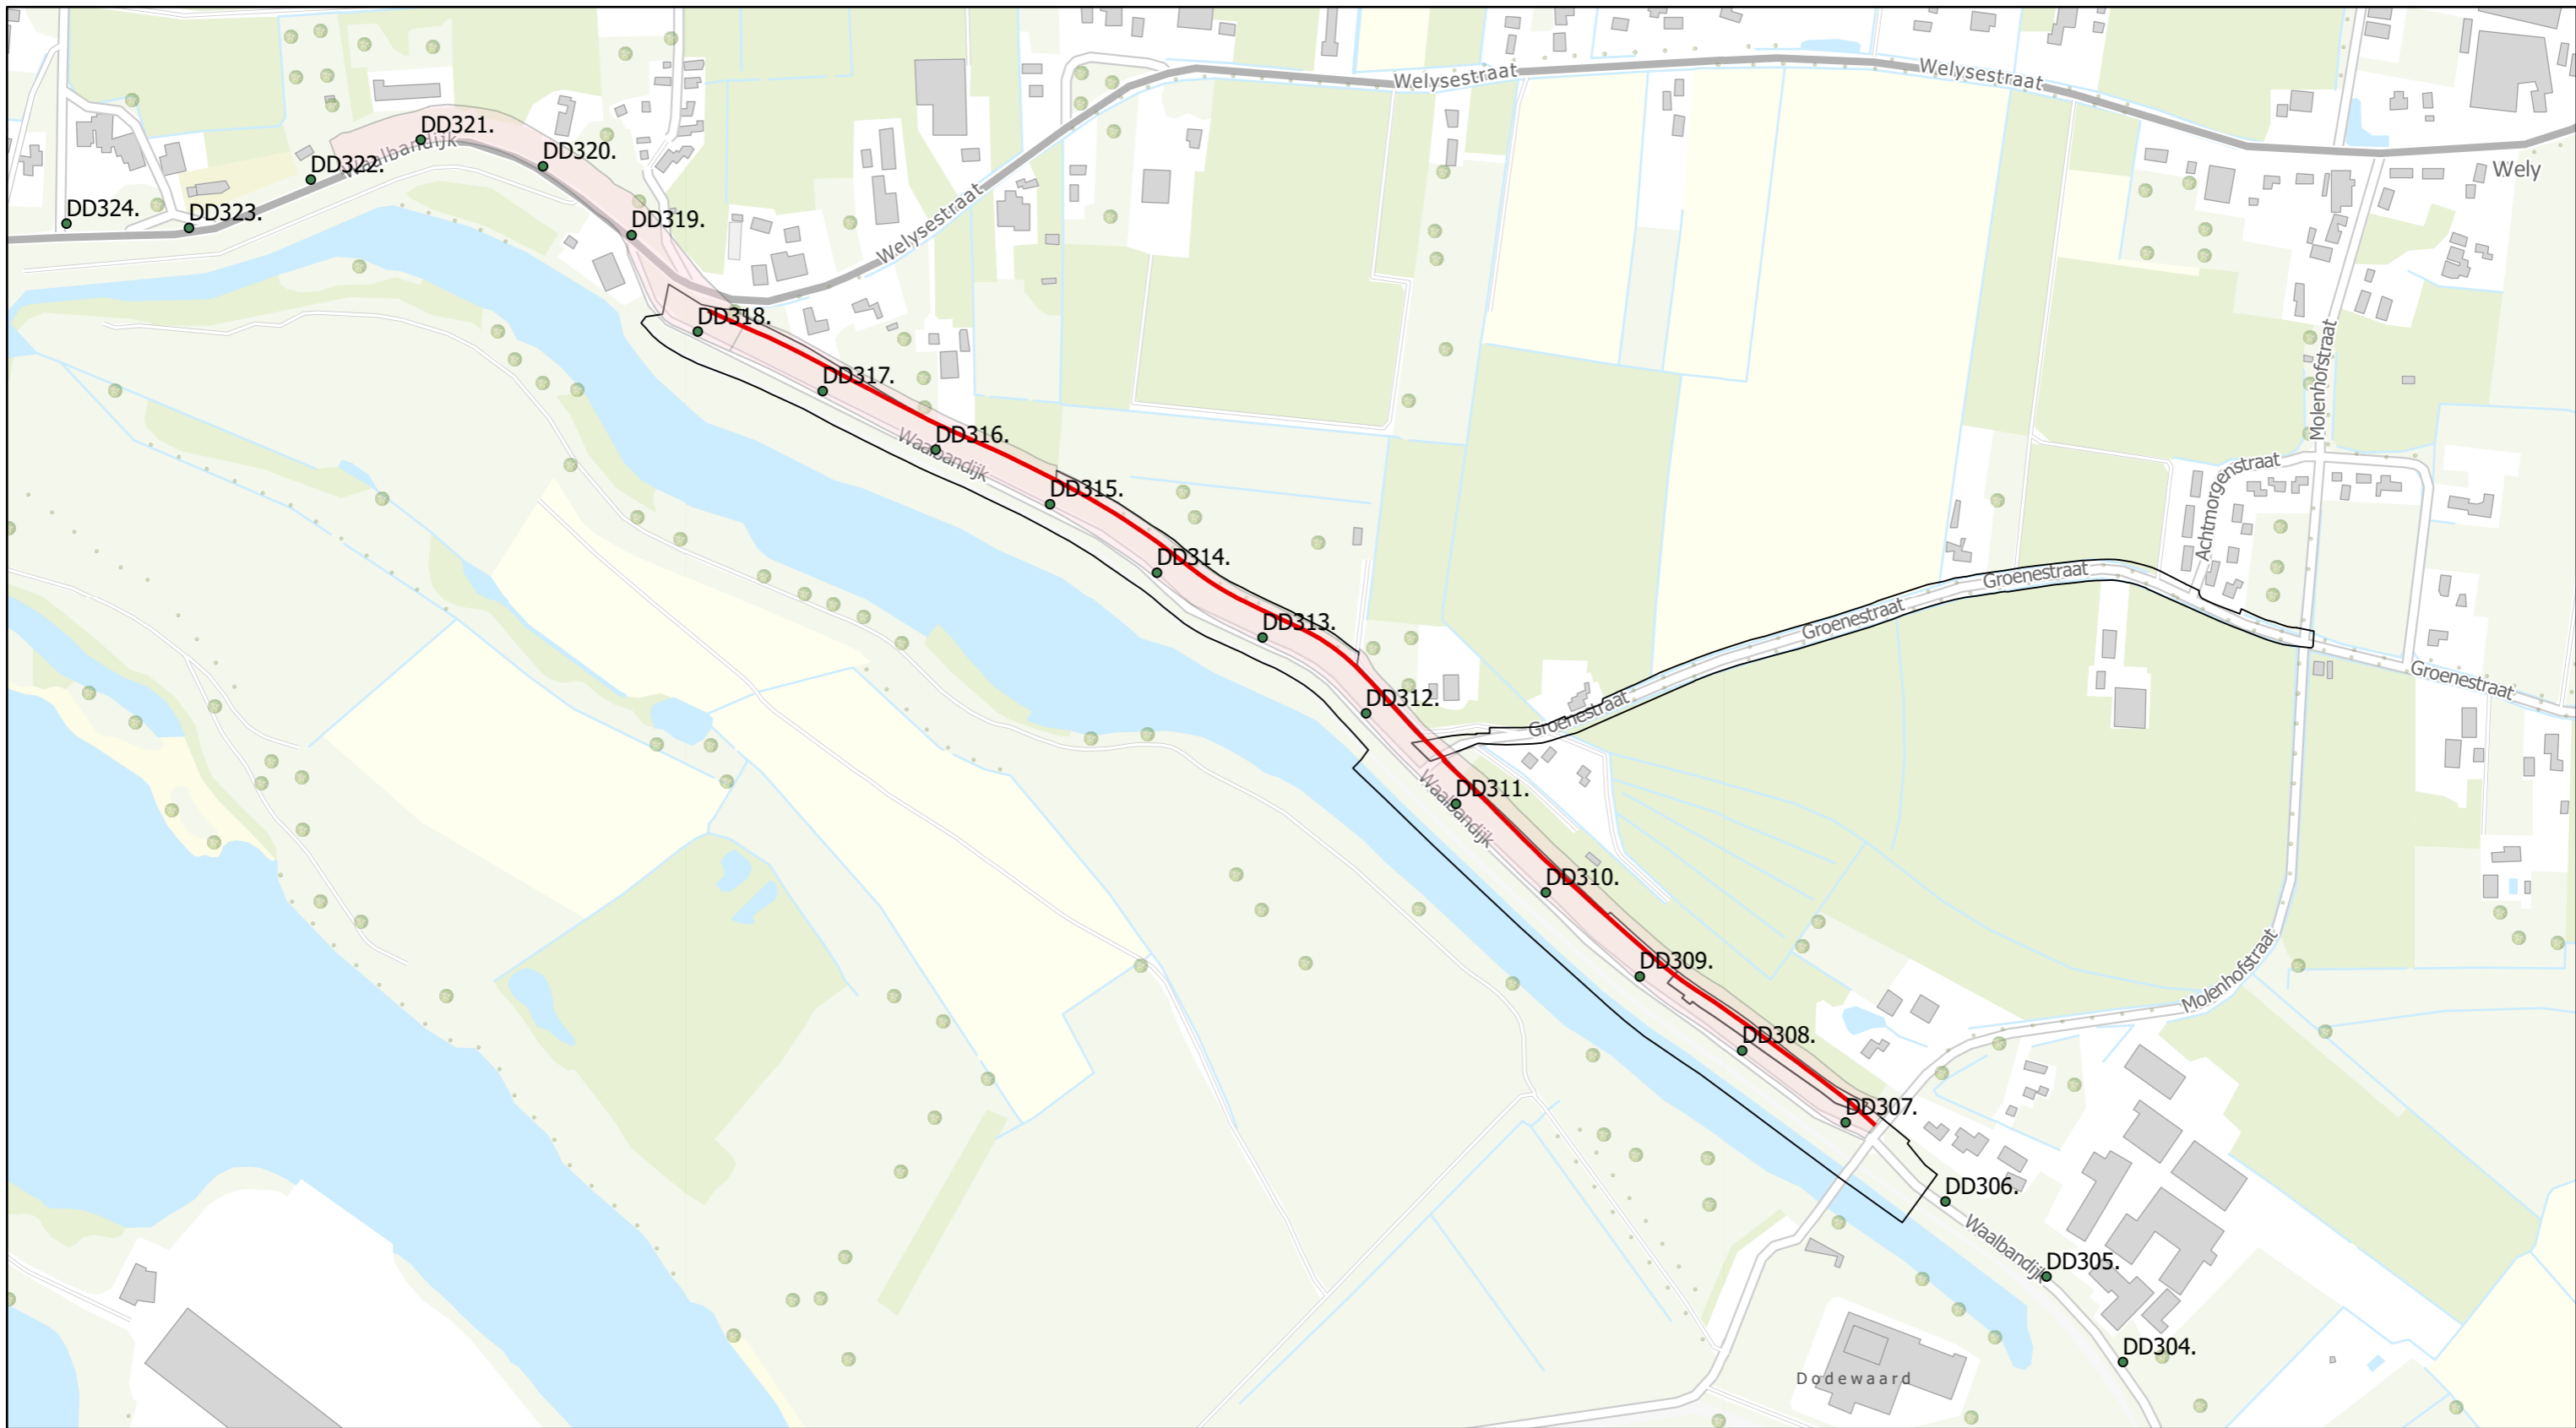 Welysestraat
Welysestraat
DD321.
Waalbandijk
DD320.
DD322.
Wely
DD324.
DD323.
DD319.
Welysestraat
DD318.
Molenhofstraat
DD317.
DD316.
Waalbandijk
Achtmorgenstraat
DD315.
DD314.
Groenestraat
Groenestraat
DD313.
Groenestraat
DD312.
Groenestraat
DD311.
Waalbandijk
DD310.
DD309.
Molenhofstraat
DD308.
DD307.
DD306.
Waalbandijk
DD305.
DD304.
Dodewaard